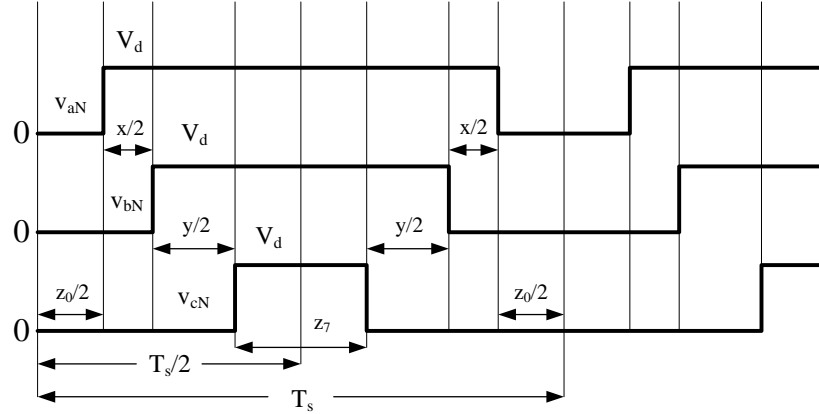 V_d
v_aN
0
x/2
V_d
x/2
v_bN
0
y/2
V_d
y/2
z_0/2
v_cN
z_0/2
0
z_7
T_s/2
T_s